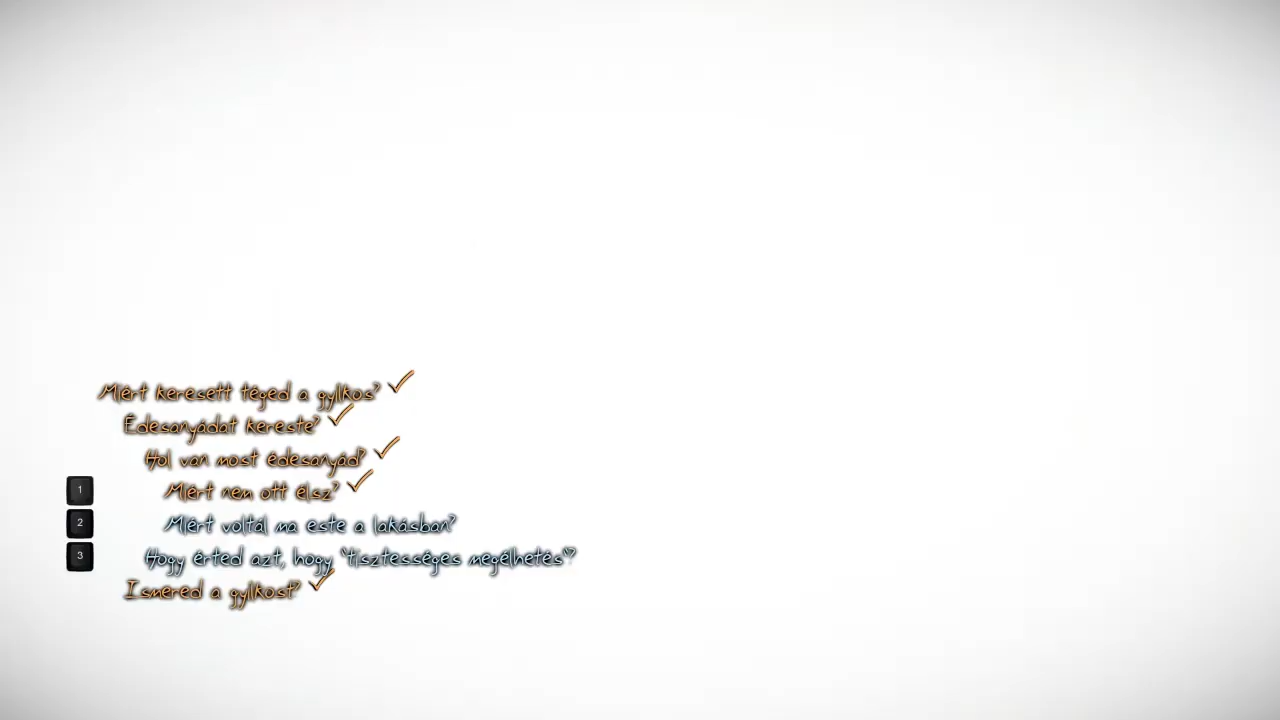 Miért keresett téged a gyilkos?
Édesanyádat kereste?
Hol van most édesanyád?
1 Miért nem ott élsz?
2 Miért voltál ma este a lakásban?
3 Hogy érted azt, hogy "tisztességes megélhetés"?
Ismered a gyilkost?